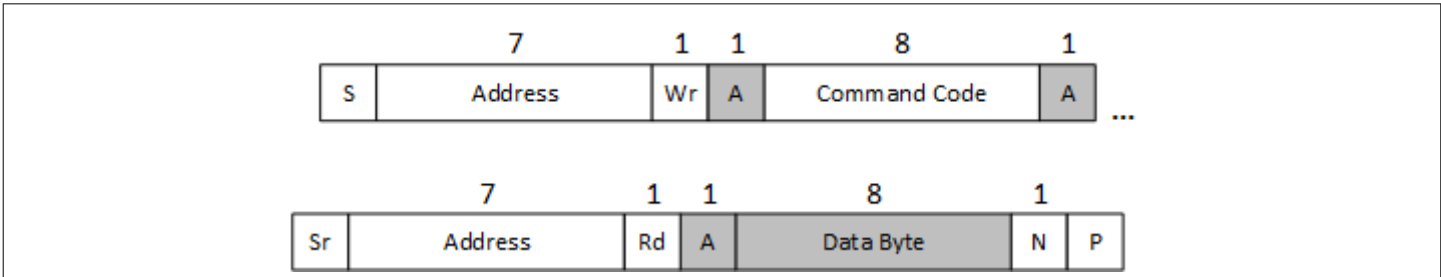 7 1 1 8 1
S Address Wr A Command Code A ...
7 1 1 8 1
Sr Address Rd A Data Byte N P